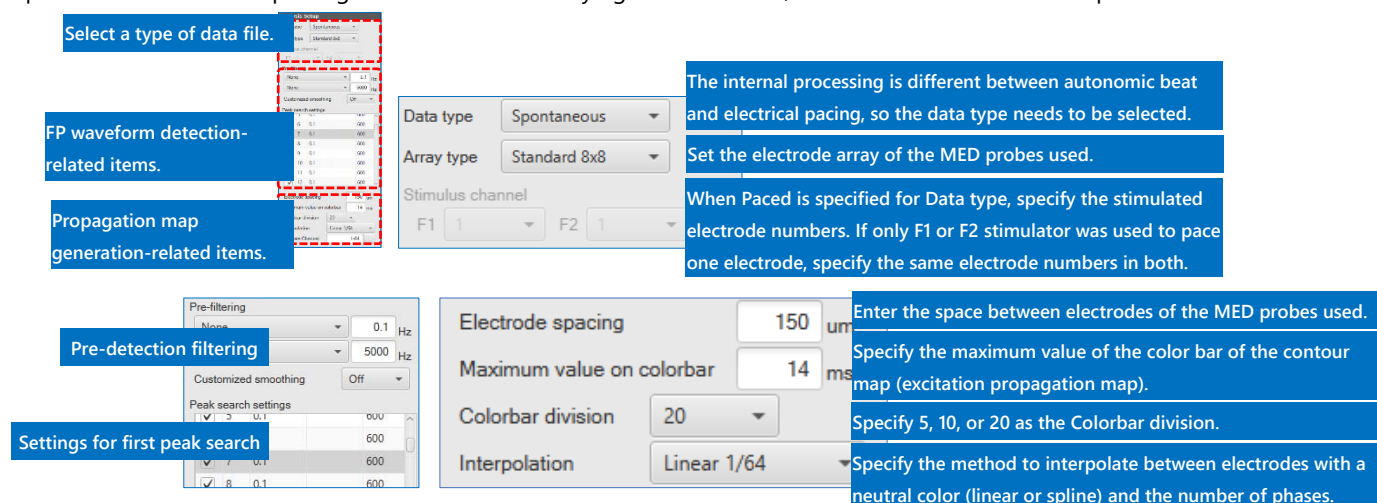 Select a type of data file.
FP waveform detection-
related items.
Propagation map
generation-related items.
Data type Spontaneous
Array type Standard 8x8
Stimulus channel
F1 1 F2 1
The internal processing is different between autonomic beat
and electrical pacing, so the data type needs to be selected.
Set the electrode array of the MED probes used.
When Paced is specified for Data type, specify the stimulated
electrode numbers. If only F1 or F2 stimulator was used to pace
one electrode, specify the same electrode numbers in both.
Pre-filtering
None 0.1 Hz
Pre-detection filtering
5000 Hz
Customized smoothing Off
Peak search settings
5 0.1 600
Settings for first peak search
600
7 0.1 600
8 0.1 600
Electrode spacing 150 um
Maximum value on colorbar 14 ms
Colorbar division 20
Interpolation Linear 1/64
Enter the space between electrodes of the MED probes used.
Specify the maximum value of the color bar of the contour
map (excitation propagation map).
Specify 5, 10, or 20 as the Colorbar division.
Specify the method to interpolate between electrodes with a
neutral color (linear or spline) and the number of phases.